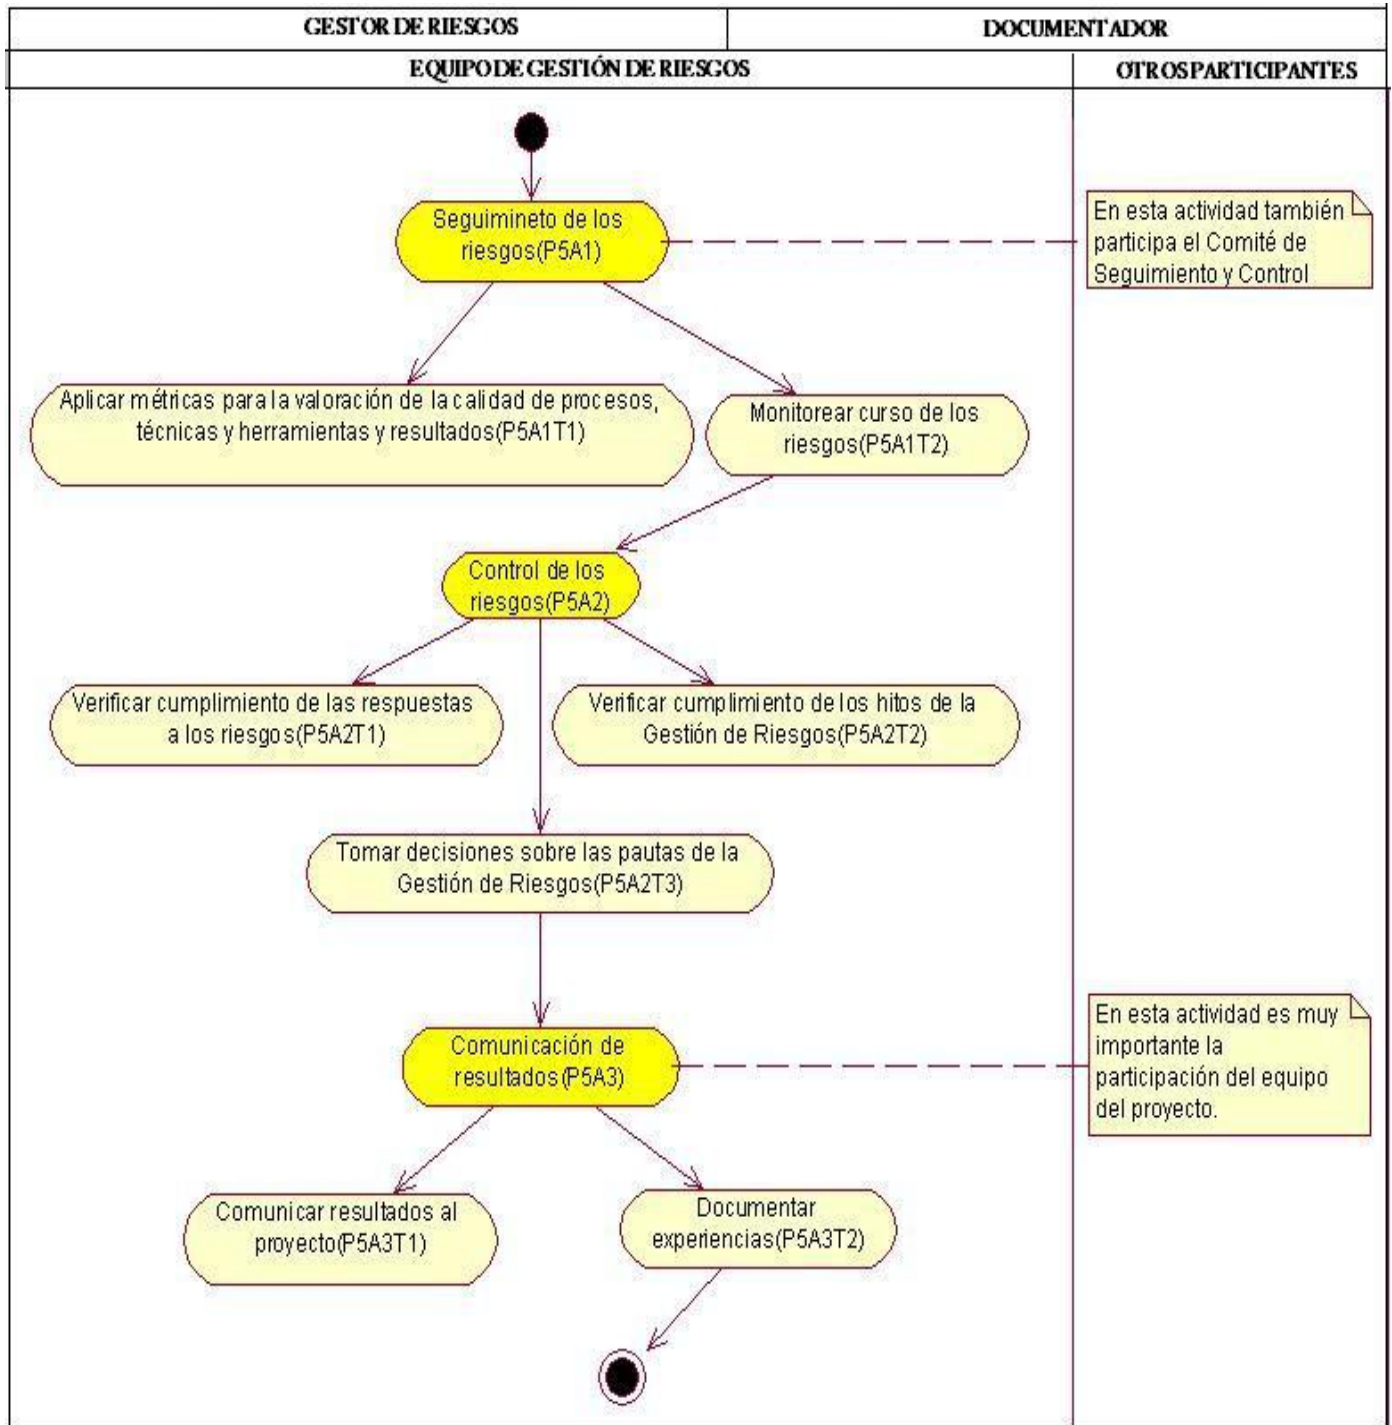 GESTOR DE RIESGOS
DOCUMENTADOR
EQUIPO DE GESTIÓN DE RIESGOS
OTROS PARTICIPANTES
Seguimineto de los
riesgos(P5A1)
En esta actividad también
participa el Comité de
Seguimiento y Control
Aplicar métricas para la valoración de la calidad de procesos,
técnicas y herramientas y resultados(P5A1T1)
Monitorear curso de los
riesgos(P5A1T2)
Control de los
riesgos(P5A2)
Verificar cumplimiento de las respuestas
a los riesgos(P5A2T1)
Verificar cumplimiento de los hitos de la
Gestión de Riesgos(P5A2T2)
Tomar decisiones sobre las pautas de la
Gestión de Riesgos(P5A2T3)
Comunicación de
resultados(P5A3)
En esta actividad es muy
importante la
participación del equipo
del proyecto.
Comunicar resultados al
proyecto(P5A3T1)
Documentar
experiencias(P5A3T2)